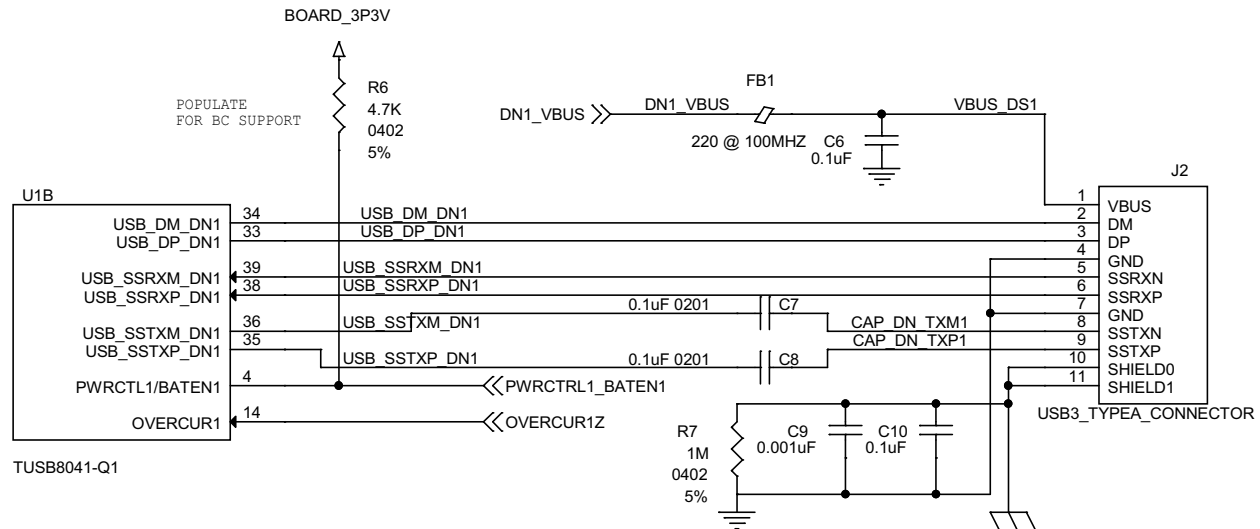 BOARD_3P3V
POPULATE
FOR BC SUPPORT
R6
4.7K
0402
5%
FB1
DN1_VBUS
DN1_VBUS
VBUS_DS1
220 @ 100MHZ
C6
0.1uF
J2
U1B
USB_DM_DN1
34
USB_DM_DN1
USB_DP_DN1
33
USB_DP_DN1
USB_SSRXM_DN1
39
USB_SSRXM_DN1
USB_SSRXP_DN1
38
USB_SSRXP_DN1
USB_SSTXM_DN1
36
USB_SSTXM_DN1
0.1uF 0201
C7
CAP_DN_TXM1
USB_SSTXP_DN1
35
USB_SSTXP_DN1
0.1uF 0201
C8
CAP_DN_TXP1
PWRCTL1/BATEN1
4
PWRCTRL1_BATEN1
OVERCUR1
14
OVERCUR1Z
TUSB8041-Q1
1
VBUS
2
DM
3
DP
4
GND
5
SSRXN
6
SSRXP
7
GND
8
SSTXN
9
SSTXP
10
SHIELD0
11
SHIELD1
USB3_TYPEA_CONNECTOR
R7
1M
0402
5%
C9
0.001uF
C10
0.1uF